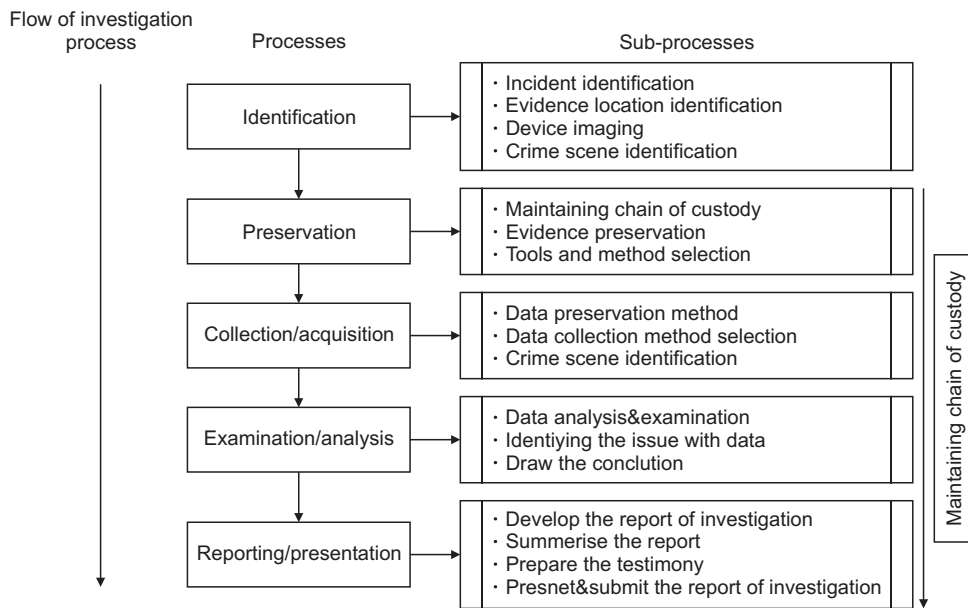 Flow of investigation
process
Processes
Sub-processes
Identification
· Incident identification
· Evidence location identification
· Device imaging
· Crime scene identification
Preservation
· Maintaining chain of custody
· Evidence preservation
· Tools and method selection
Collection/acquisition
· Data preservation method
· Data collection method selection
· Crime scene identification
Examination/analysis
· Data analysis&examination
· Identiying the issue with data
· Draw the conclution
Reporting/presentation
· Develop the report of investigation
· Summerise the report
· Prepare the testimony
· Presnet&submit the report of investigation
Maintaining chain of custody